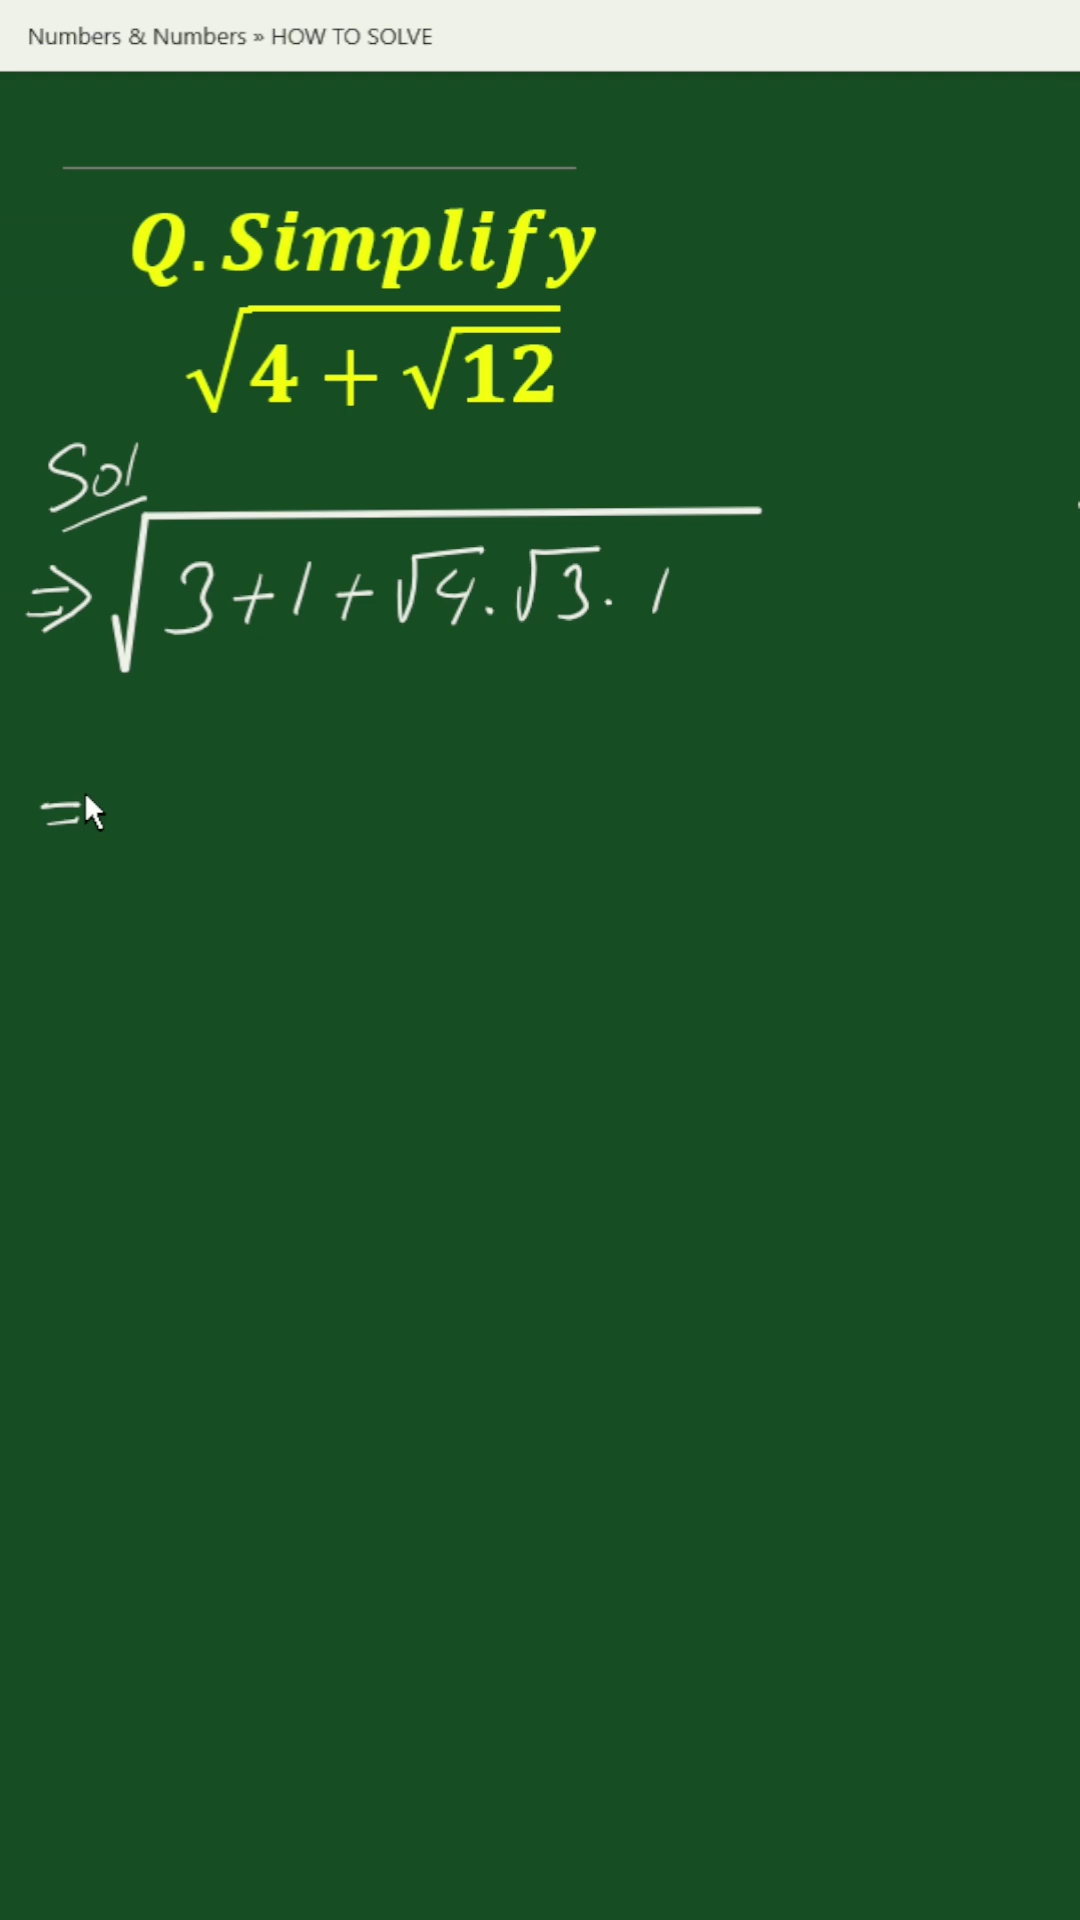 Numbers & Numbers » HOW TO SOLVE
Q. Simplify
√(4 + √12)
Sol
⇒ √(3 + 1 + √4 . √3 . 1)
=